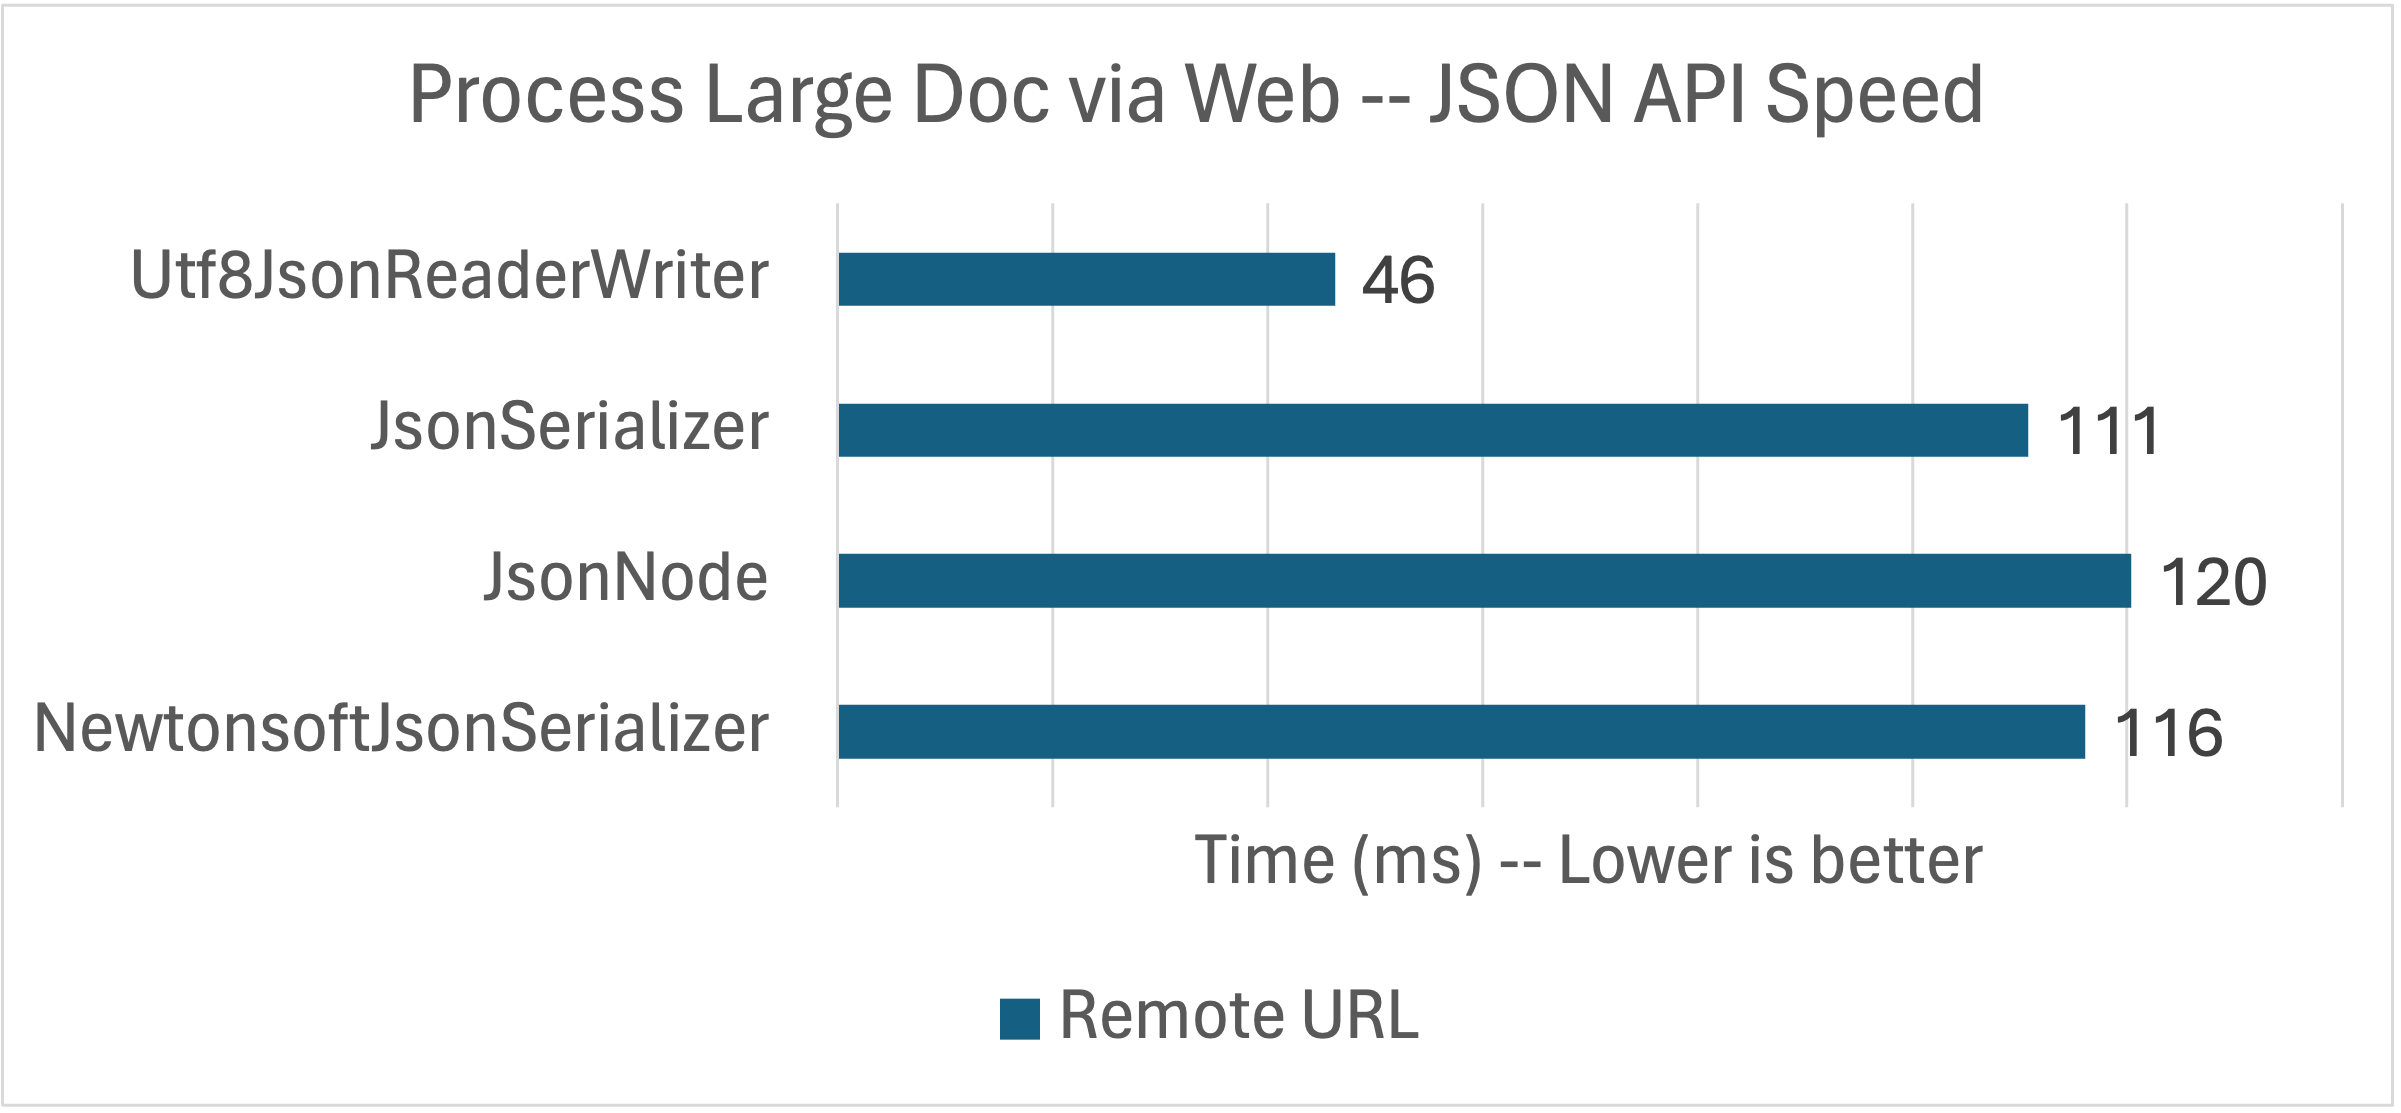 Process Large Doc via Web -- JSON API Speed
Utf8JsonReaderWriter 46
JsonSerializer 111
JsonNode 120
NewtonsoftJsonSerializer 116
Time (ms) -- Lower is better
Remote URL